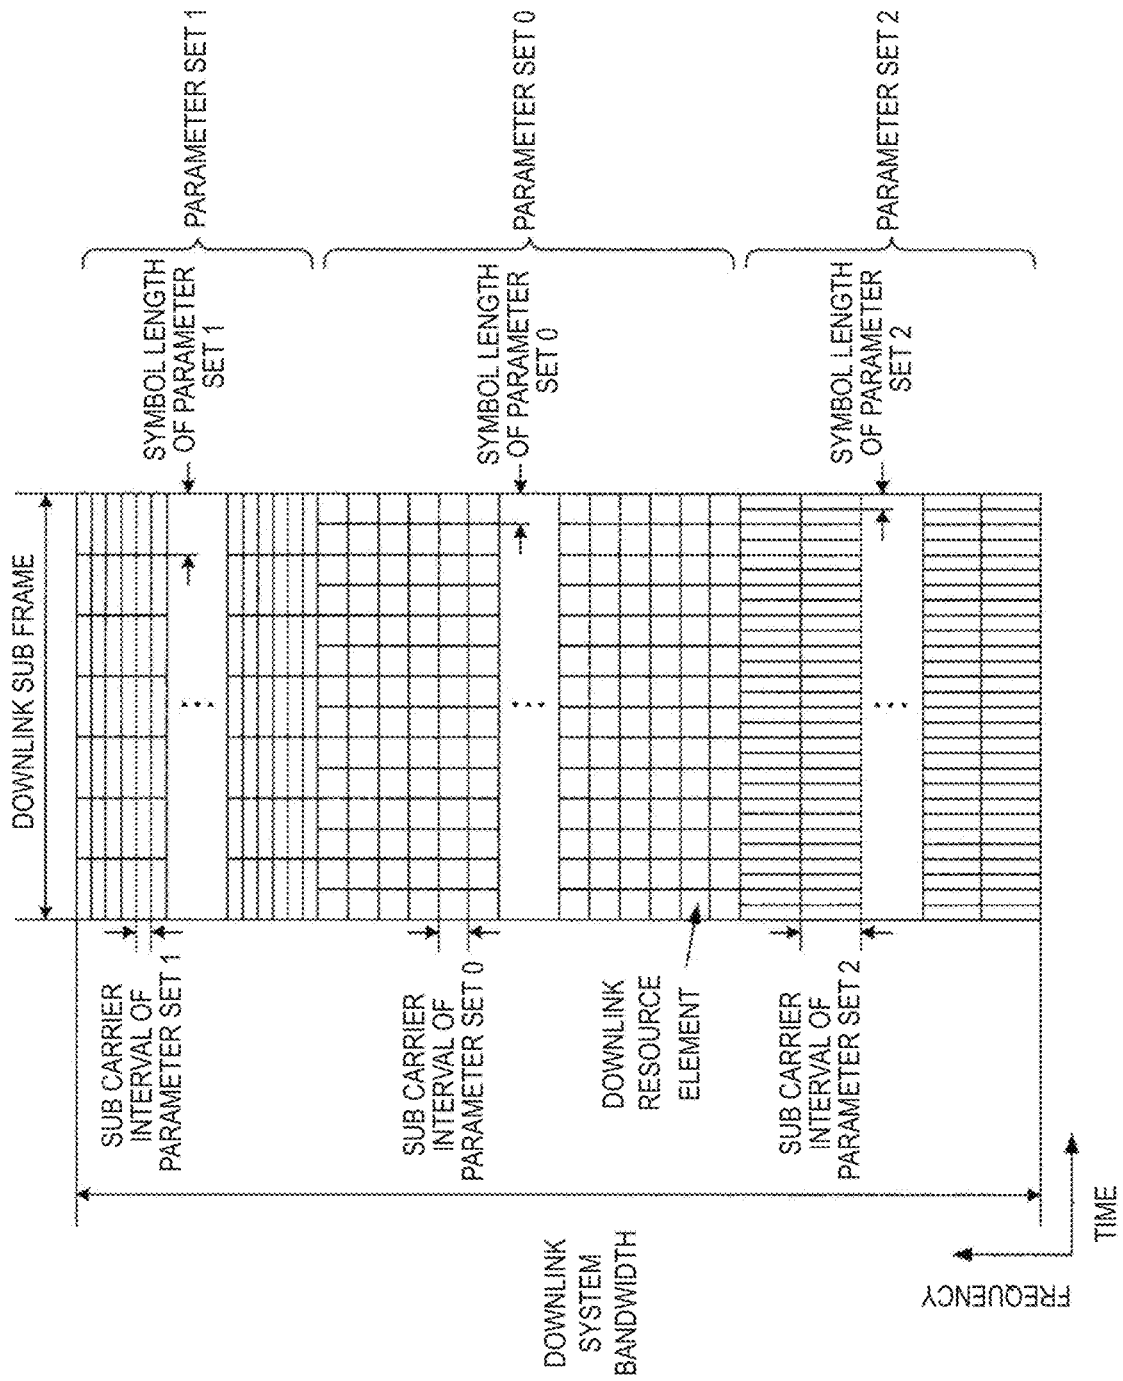 DOWNLINK SUB FRAME
SUB CARRIER
INTERVAL OF
PARAMETER SET 1
SYMBOL LENGTH
OF PARAMETER
SET 1
PARAMETER SET 1
SUB CARRIER
INTERVAL OF
PARAMETER SET 0
SYMBOL LENGTH
OF PARAMETER
SET 0
PARAMETER SET 0
DOWNLINK
RESOURCE
ELEMENT
SUB CARRIER
INTERVAL OF
PARAMETER SET 2
SYMBOL LENGTH
OF PARAMETER
SET 2
PARAMETER SET 2
DOWNLINK
SYSTEM
BANDWIDTH
FREQUENCY
TIME